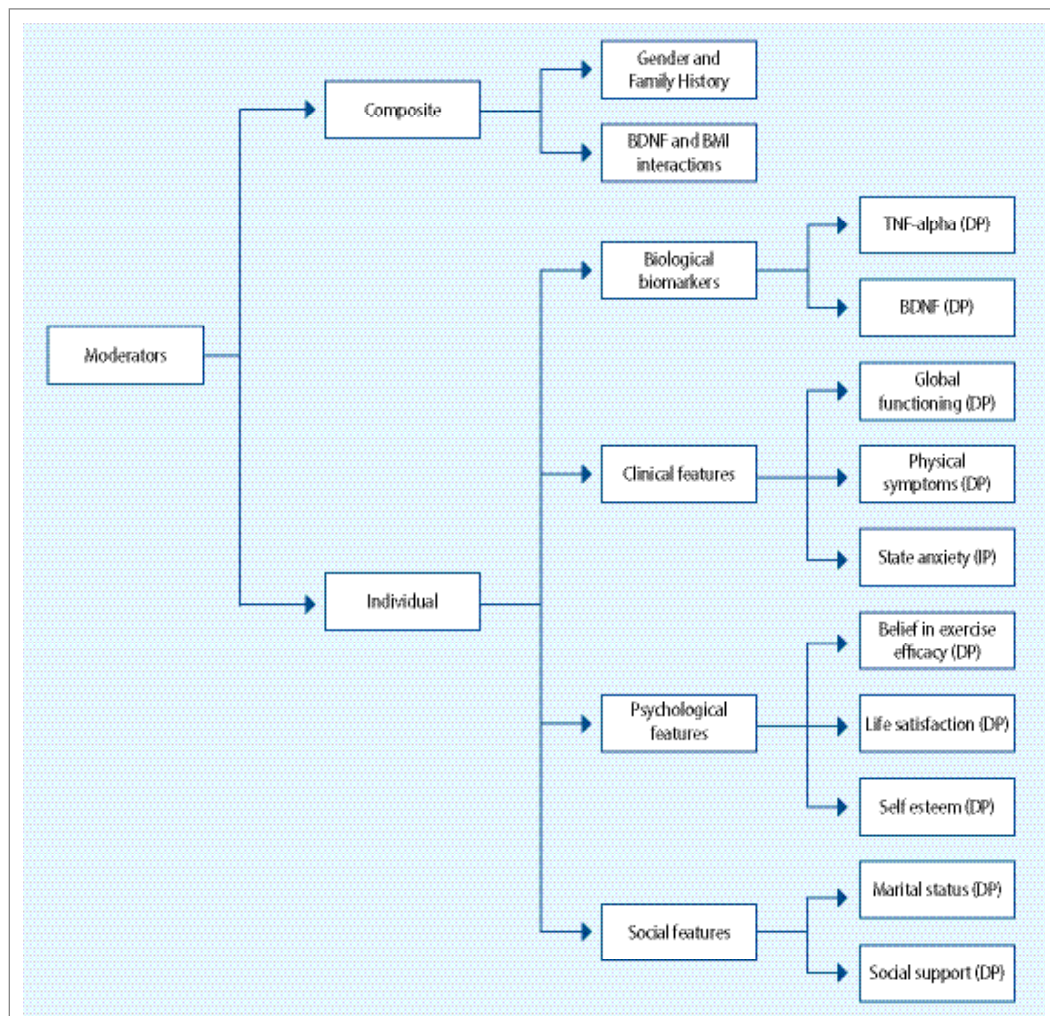 Gender and
Family History
Composite
BDNF and BMI
interactions
TNF-alpha (DP)
Biological
biomarkers
BDNF (DP)
Moderators
Global
functioning (DP)
Clinical features
Physical
symptoms (DP)
State anxiety (IP)
Individual
Belief in exercise
efficacy (DP)
Psychological
features
Life satisfaction (DP)
Self esteem (DP)
Marital status (DP)
Social features
Social support (DP)